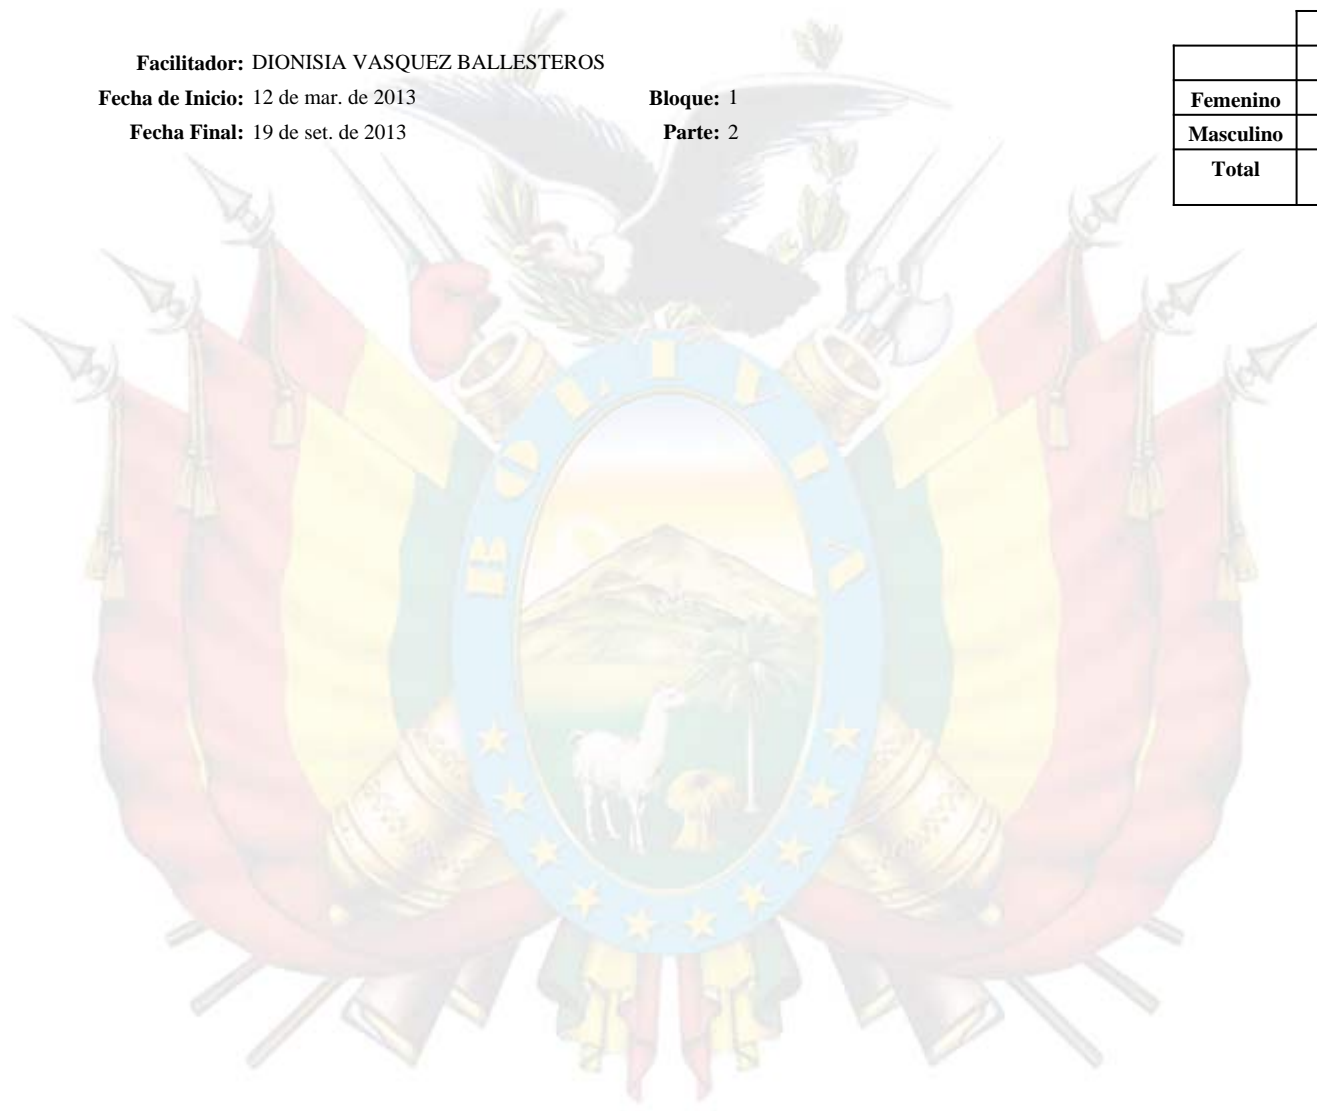 Facilitador: DIONISIA VASQUEZ BALLESTEROS
Fecha de Inicio: 12 de mar. de 2013 Bloque: 1
Fecha Final: 19 de set. de 2013 Parte: 2
Femenino
Masculino
Total
BOLIVIA